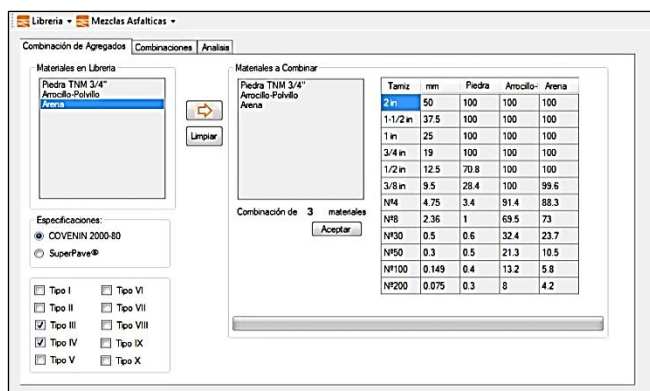 Libreria Mezclas Asfalticas
Combinación de Agregados Combinaciones Analisis
Materiales en Libreria
Piedra TNM 3/4"
Arrocillo-Polvillo
Arena
Limpiar
Especificaciones:
COVENIN 2000-80
SuperPave®
Tipo I Tipo VI
Tipo II Tipo VII
Tipo III Tipo VIII
Tipo IV Tipo IX
Tipo V Tipo X
Materiales a Combinar
Piedra TNM 3/4"
Arrocillo-Polvillo
Arena
Combinación de 3 materiales
Aceptar
Tamiz mm Piedra Arrocillo-I Arena
2 in 50 100 100 100
1-1/2 in 37.5 100 100 100
1 in 25 100 100 100
3/4 in 19 100 100 100
1/2 in 12.5 70.8 100 100
3/8 in 9.5 28.4 100 99.6
Nº4 4.75 3.4 91.4 88.3
Nº8 2.36 1 69.5 73
Nº30 0.5 0.6 32.4 23.7
Nº50 0.3 0.5 21.3 10.5
Nº100 0.149 0.4 13.2 5.8
Nº200 0.075 0.3 8 4.2